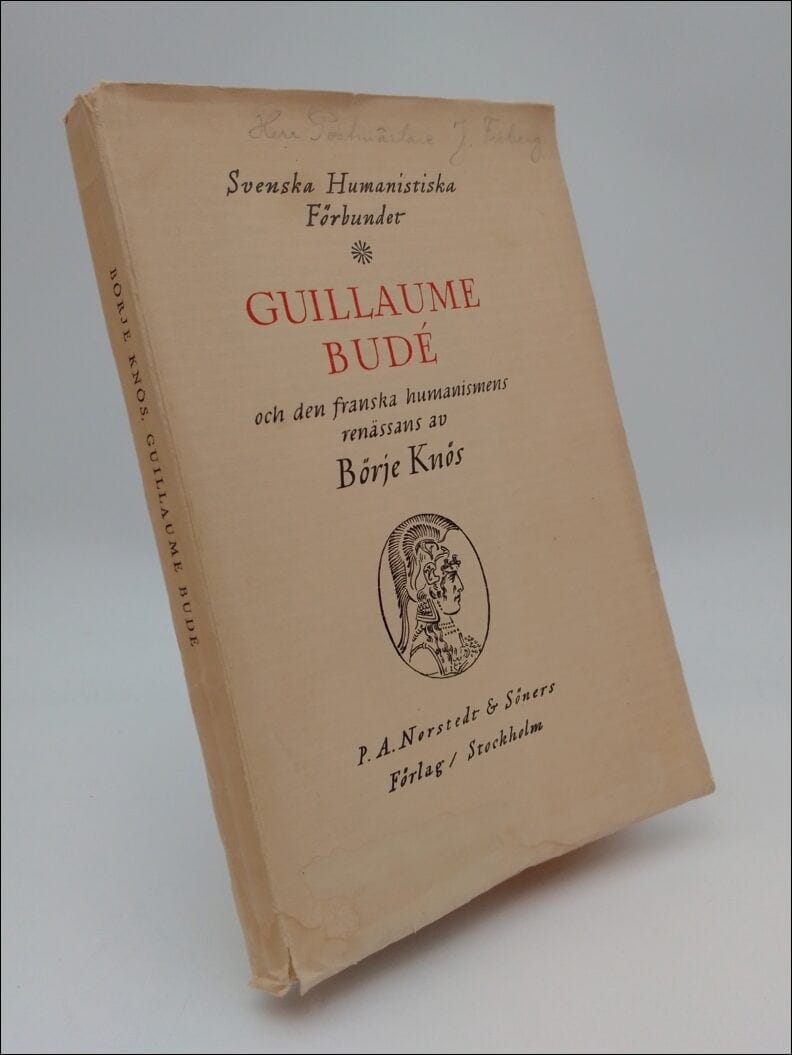 Herr Postmästare J.
Svenska Humanistiska
Förbundet
GUILLAUME
BUDÉ
och den franska humanismens
renässans av
Börje Knös
P. A. Norstedt & Söners
Förlag / Stockholm
BÖRJE KNÖS. GUILLAUME BUDÉ